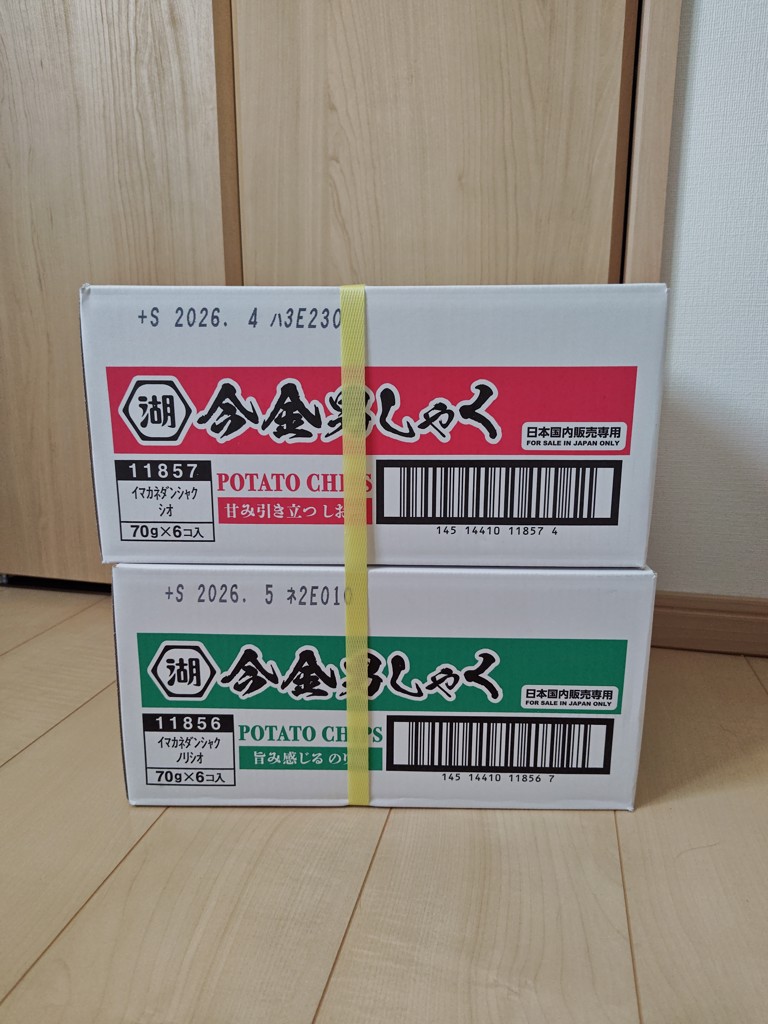 +S 2026. 4 ハ3E230
湖 今金男しゃく
日本国内販売専用
FOR SALE IN JAPAN ONLY
11857
イマカネダンシャク
シオ
70g×6コ入
POTATO CHIPS
甘み引き立つ しお
145 14410 11857 4
+S 2026. 5 ネ2E010
湖 今金男しゃく
日本国内販売専用
FOR SALE IN JAPAN ONLY
11856
イマカネダンシャク
ノリシオ
70g×6コ入
POTATO CHIPS
旨み感じる のり
145 14410 11856 7